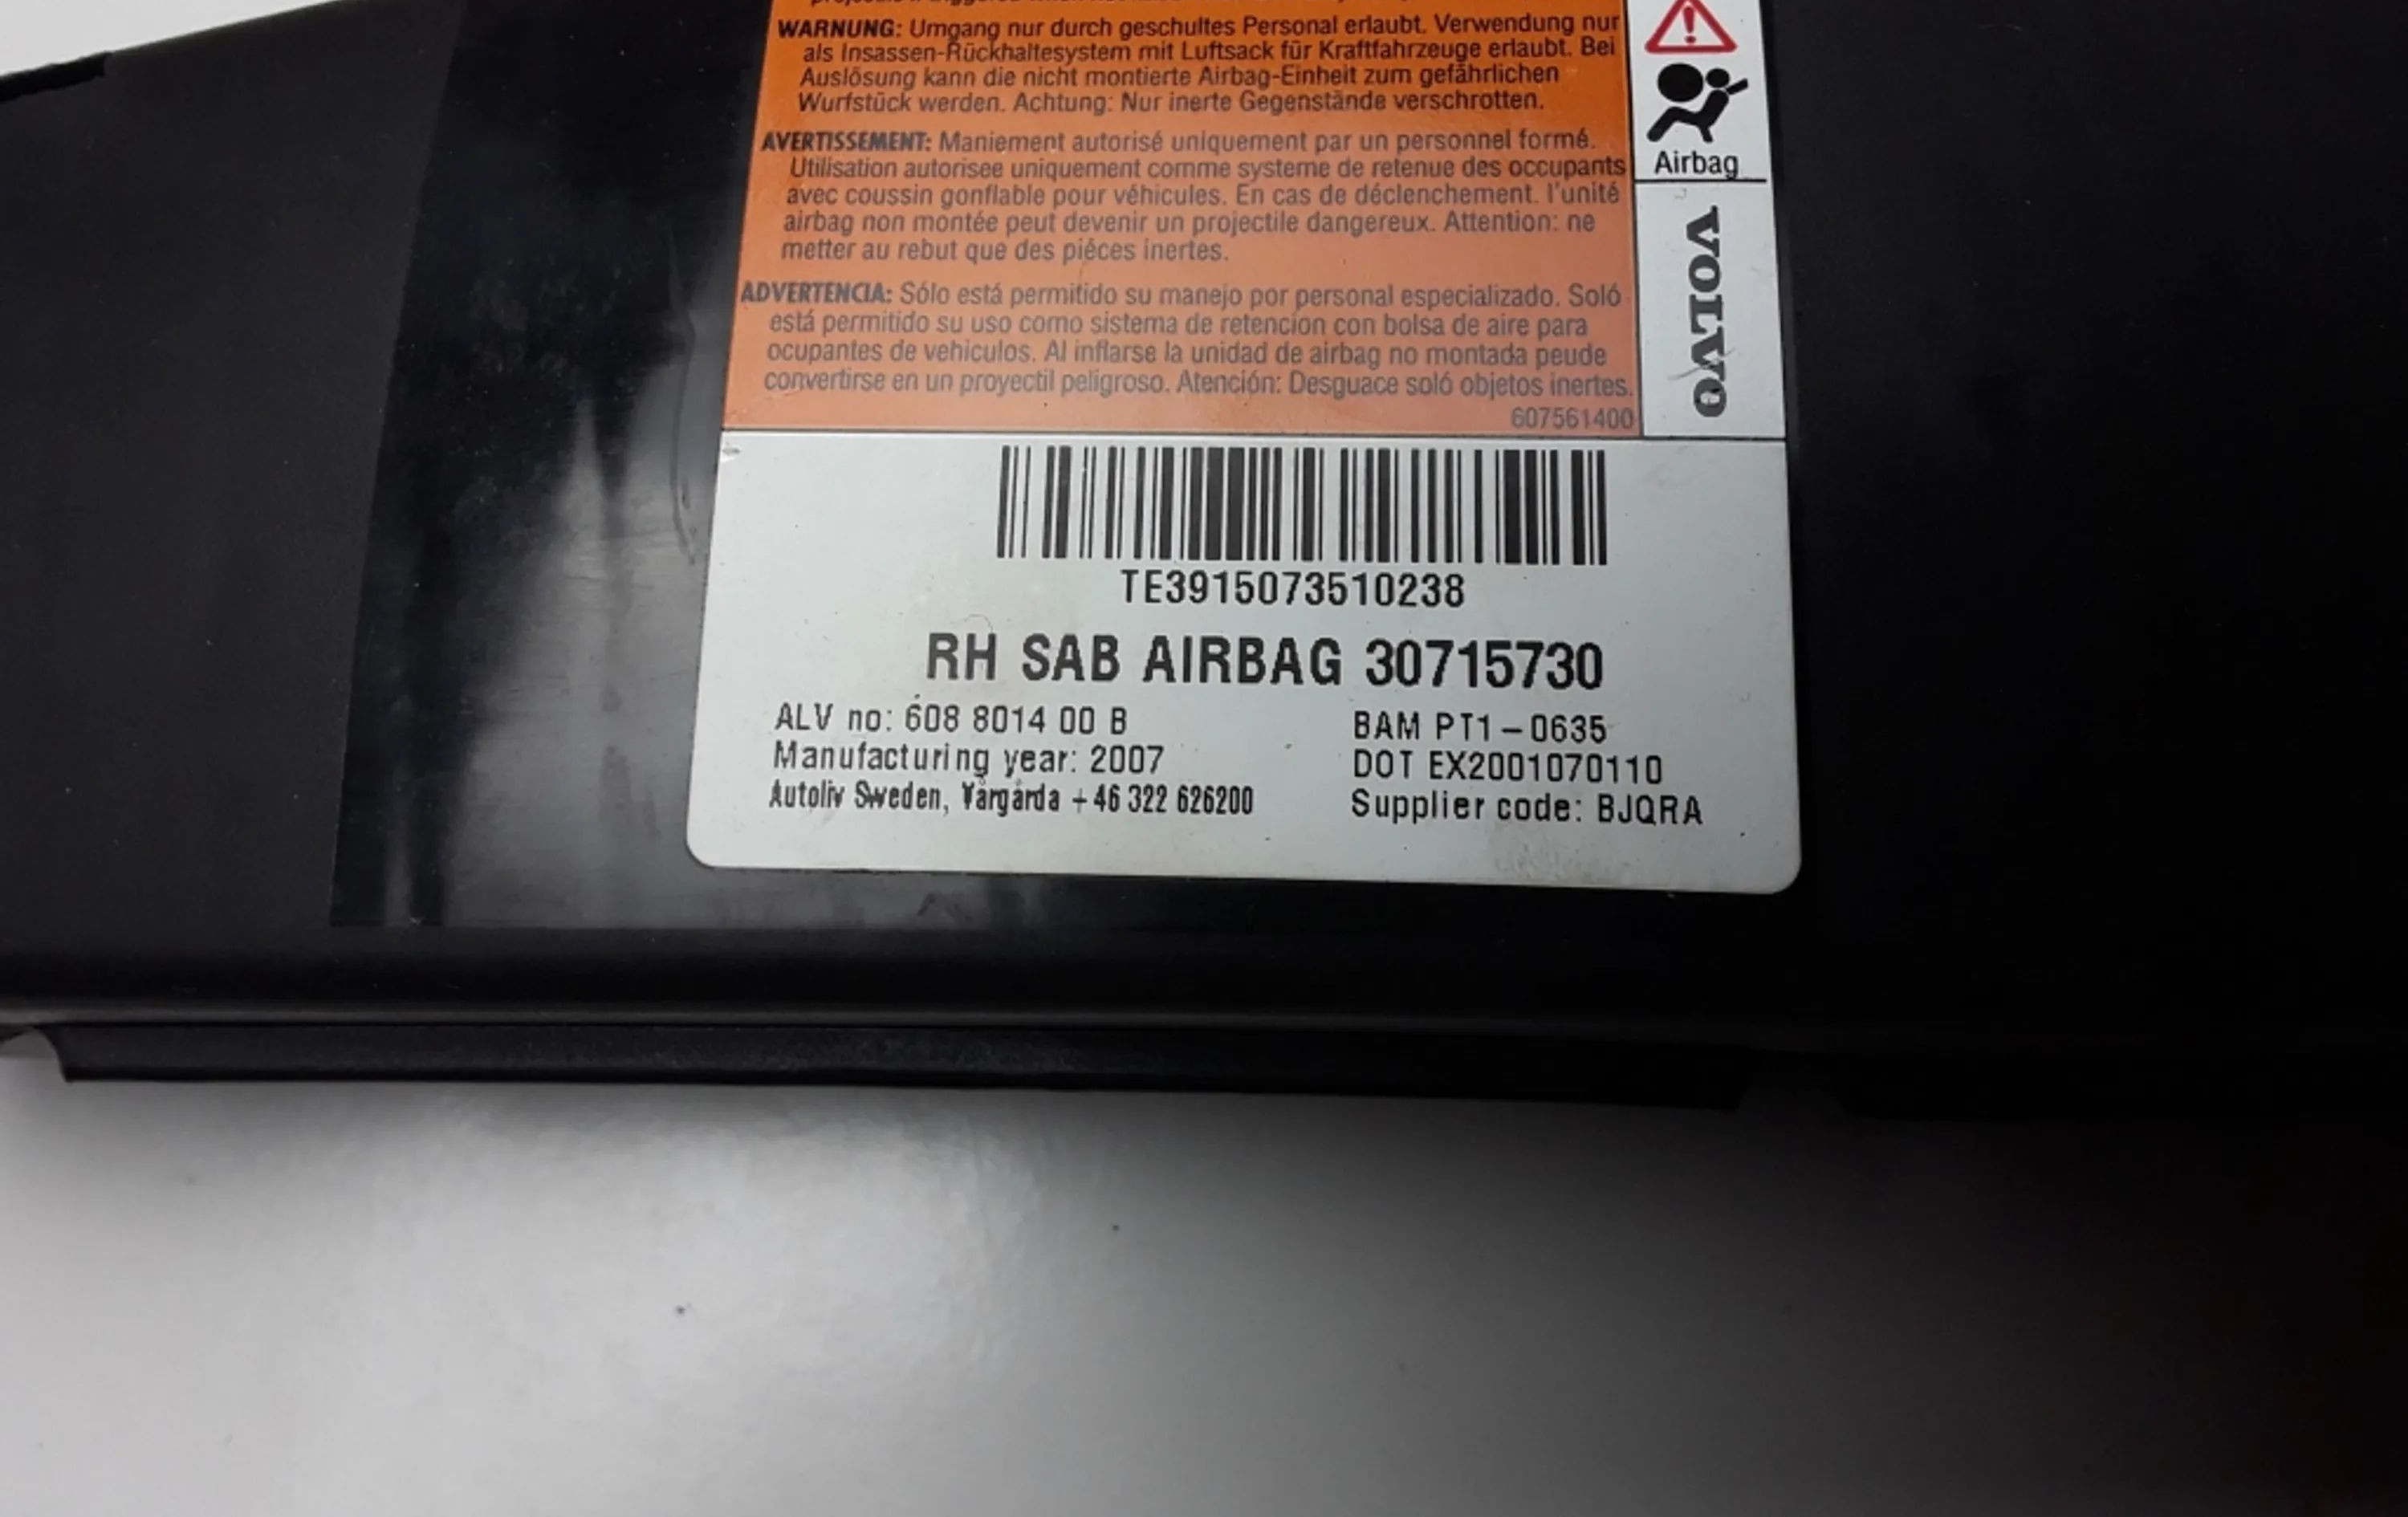 WARNUNG: Umgang nur durch geschultes Personal erlaubt. Verwendung nur
als Insassen-Rückhaltesystem mit Luftsack für Kraftfahrzeuge erlaubt. Bei
Auslösung kann die nicht montierte Airbag-Einheit zum gefährlichen
Wurfstück werden. Achtung: Nur inerte Gegenstände verschrotten.
AVERTISSEMENT: Maniement autorisé uniquement par un personnel formé.
Utilisation autorisee uniquement comme systeme de retenue des occupants
avec coussin gonflable pour véhicules. En cas de déclenchement. l'unité
airbag non montée peut devenir un projectile dangereux. Attention: ne
metter au rebut que des piéces inertes.
ADVERTENCIA: Sólo está permitido su manejo por personal especializado. Soló
está permitido su uso como sistema de retención con bolsa de aire para
ocupantes de vehiculos. Al inflarse la unidad de airbag no montada peude
convertirse en un proyectil peligroso. Atención: Desguace soló objetos inertes.
607561400
Airbag
VOLVO
TE3915073510238
RH SAB AIRBAG 30715730
ALV no: 608 8014 00 B
Manufacturing year: 2007
Autoliv Sweden, Vårgårda +46 322 626200
BAM PT1-0635
DOT EX2001070110
Supplier code: BJQRA